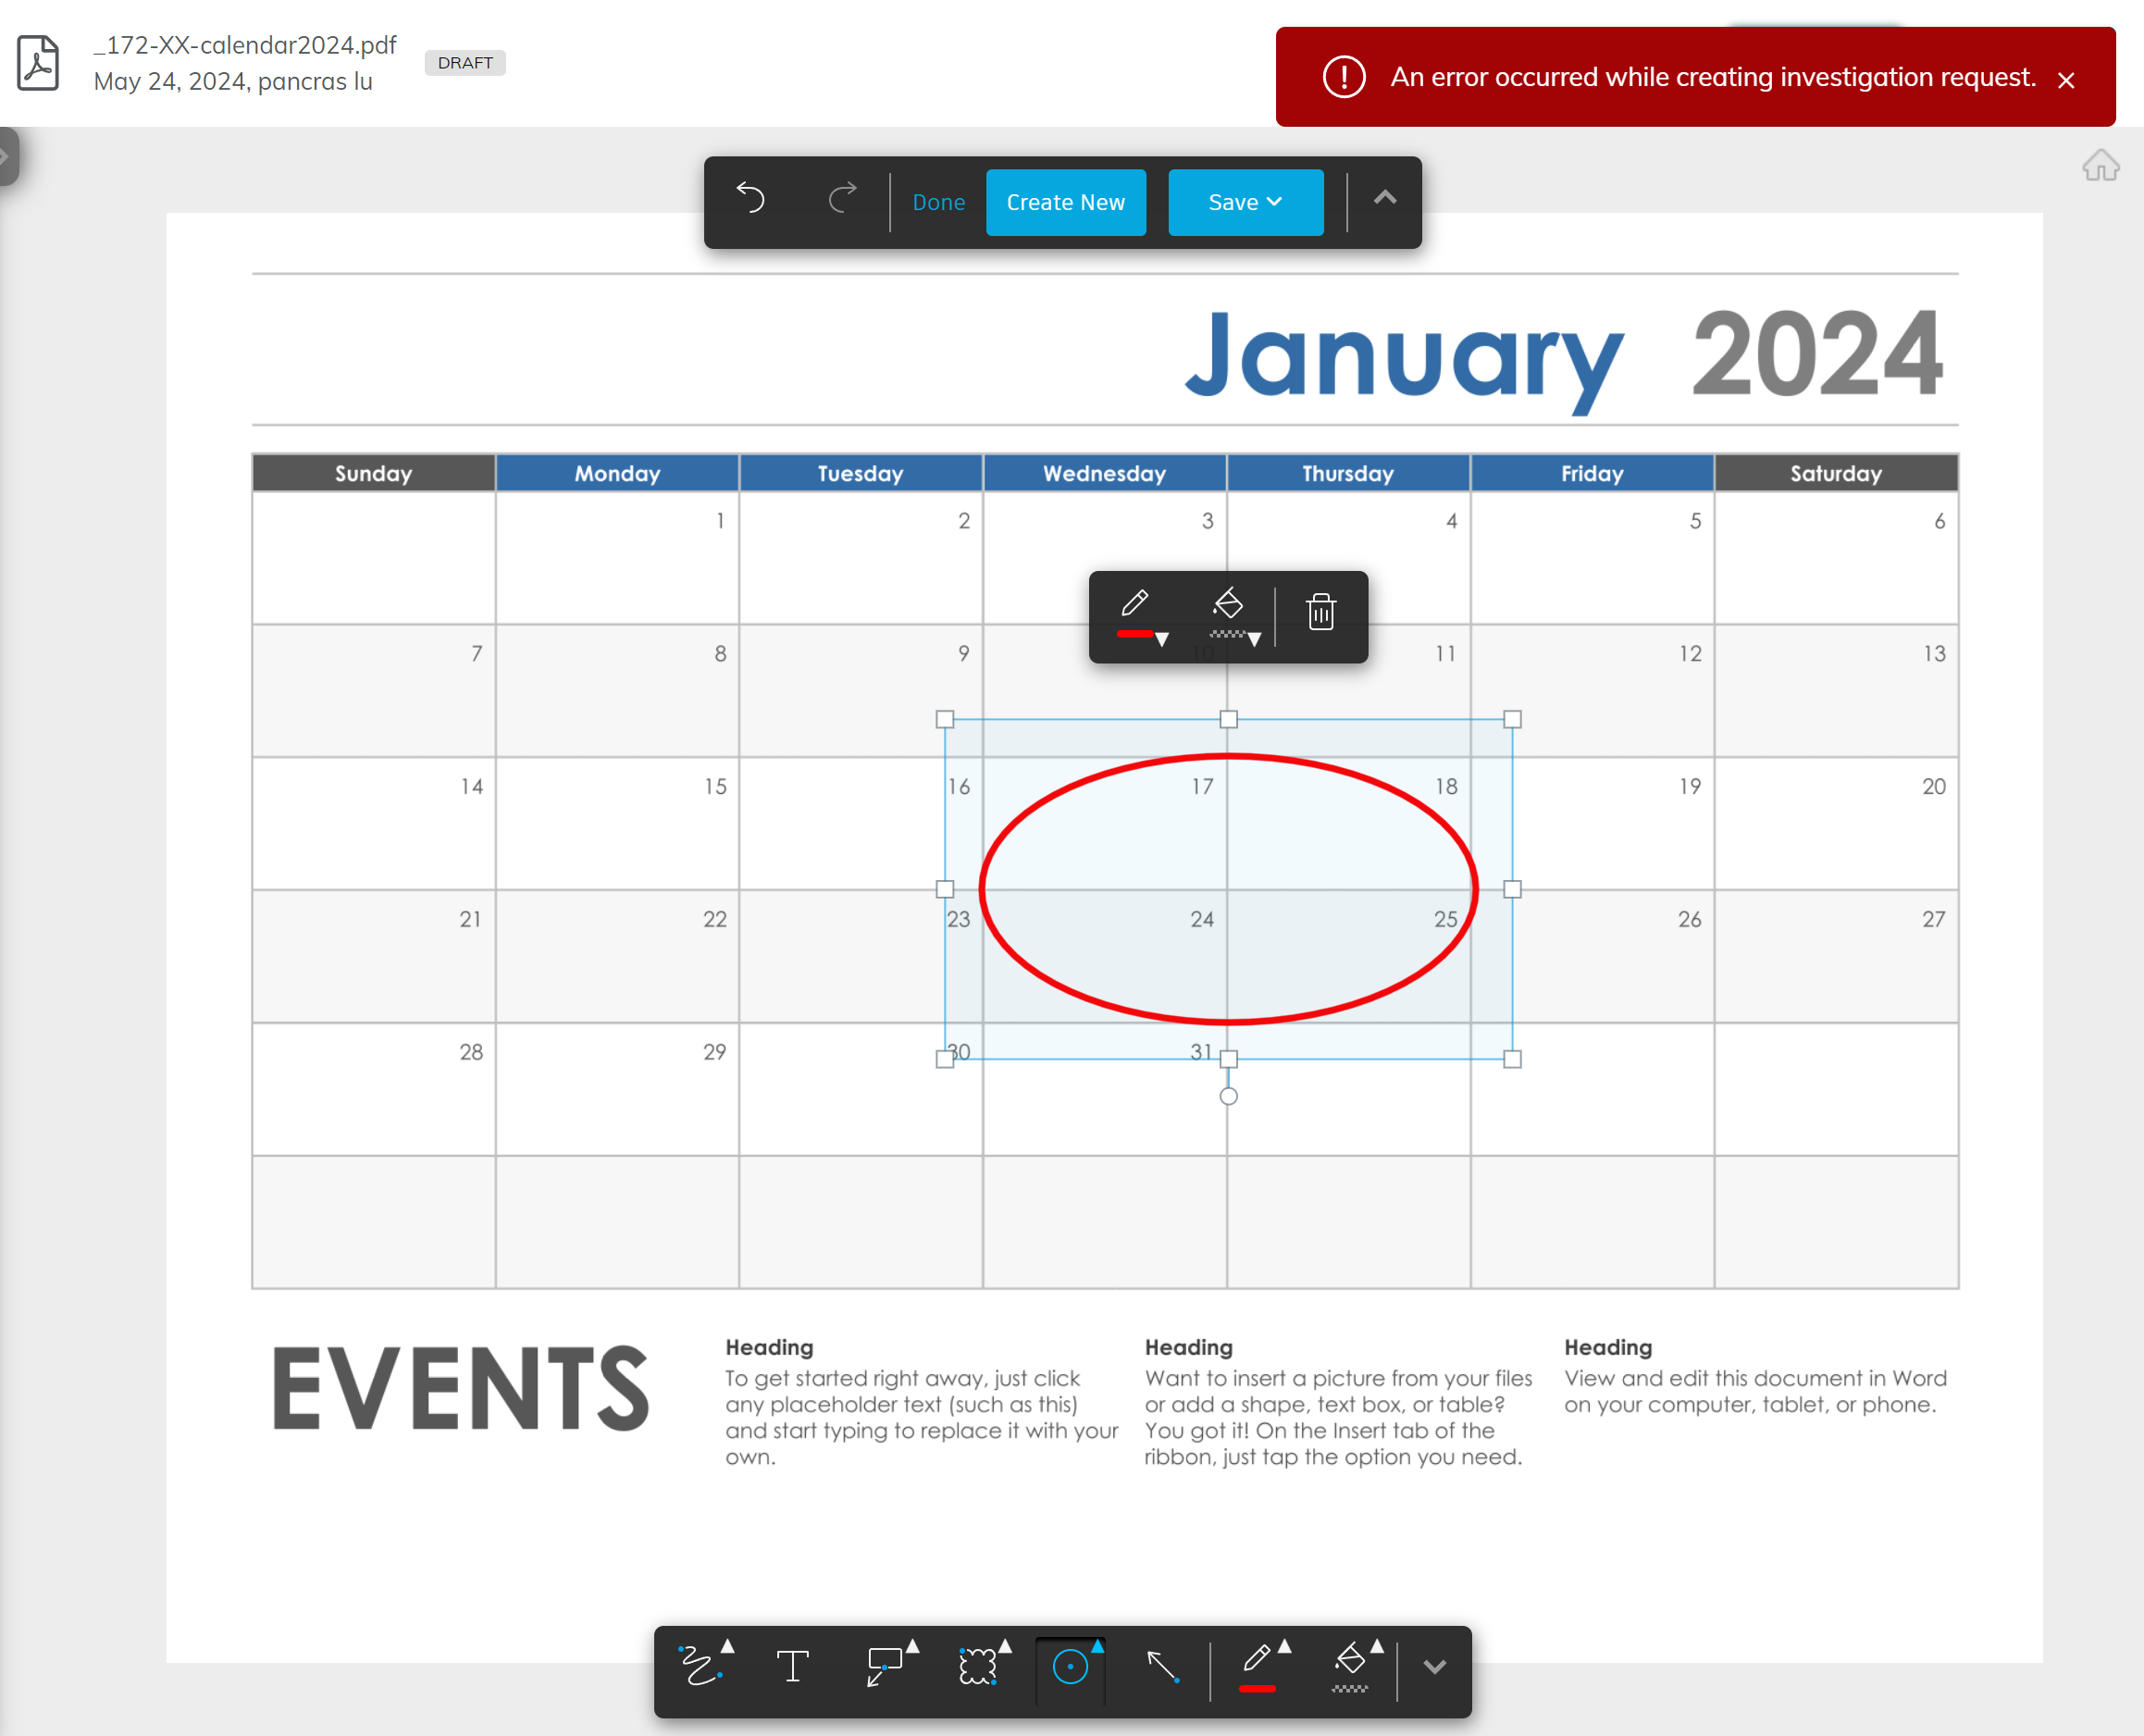 _172-XX-calendar2024.pdf
May 24, 2024, pancras lu
DRAFT
An error occurred while creating investigation request.
Done
Create New
Save
January 2024
Sunday Monday Tuesday Wednesday Thursday Friday Saturday
1 2 3 4 5 6
7 8 9 10 11 12 13
14 15 16 17 18 19 20
21 22 23 24 25 26 27
28 29 30 31
EVENTS
Heading
To get started right away, just click
any placeholder text (such as this)
and start typing to replace it with your
own.
Heading
Want to insert a picture from your files
or add a shape, text box, or table?
You got it! On the Insert tab of the
ribbon, just tap the option you need.
Heading
View and edit this document in Word
on your computer, tablet, or phone.